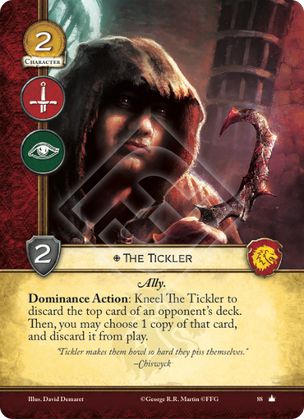 2
CHARACTER
2
THE TICKLER
Ally.
Dominance Action: Kneel The Tickler to
discard the top card of an opponent's deck.
Then, you may choose 1 copy of that card,
and discard it from play.
"Tickler makes them howl so hard they piss themselves."
–Chiswyck
Illus. David Demaret ©George R.R. Martin ©FFG 88